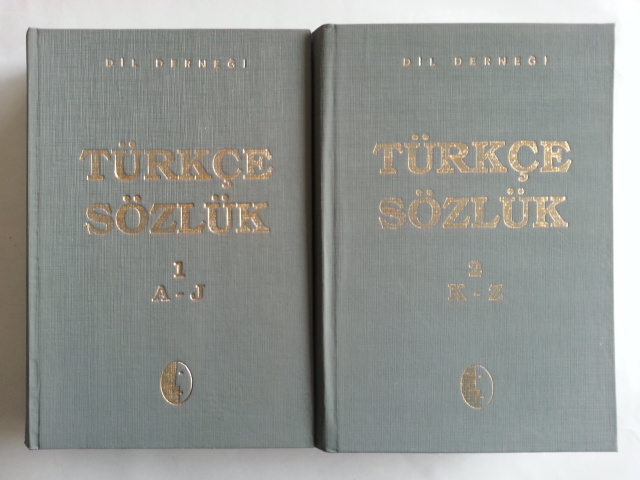 DİL DERNEĞİ
TÜRKÇE
SÖZLÜK
1
A - J
DİL DERNEĞİ
TÜRKÇE
SÖZLÜK
2
K - Z